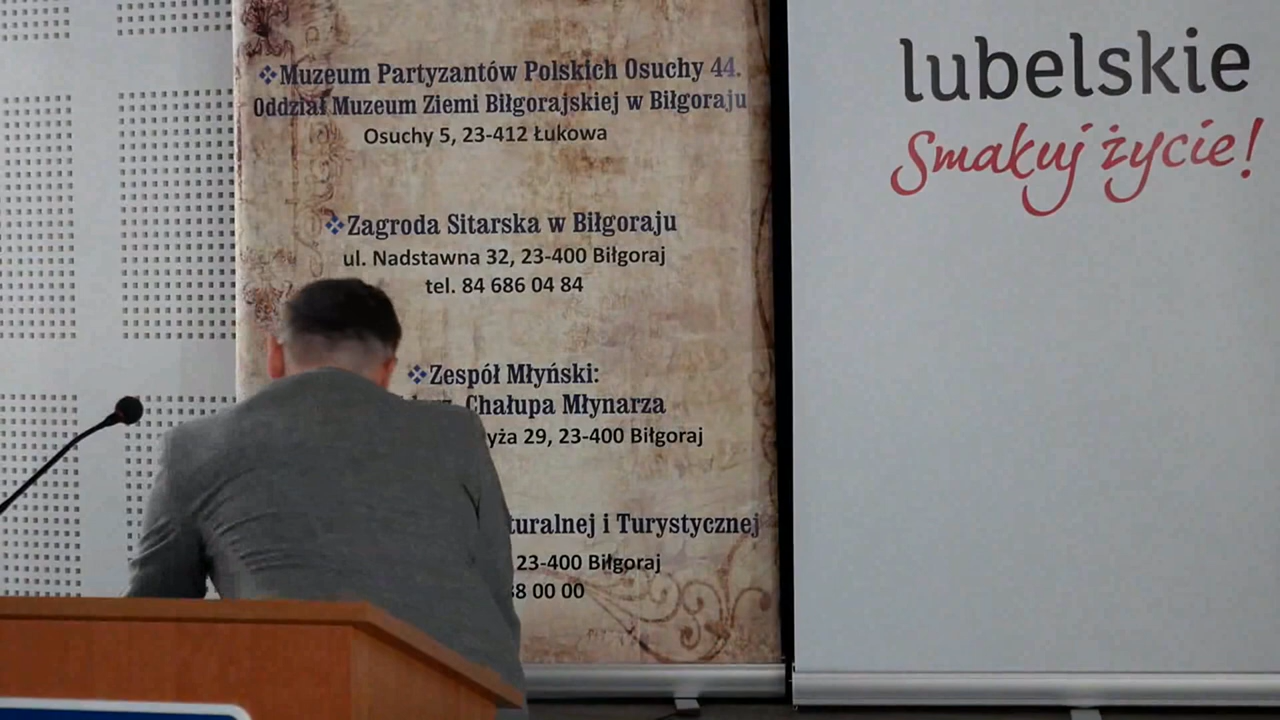 Muzeum Partyzantów Polskich Osuchy 44.
Oddział Muzeum Ziemi Biłgorajskiej w Biłgoraju
Osuchy 5, 23-412 Łukowa
Zagroda Sitarska w Biłgoraju
ul. Nadstawna 32, 23-400 Biłgoraj
tel. 84 686 04 84
Zespół Młyński:
Chałupa Młynarza
29, 23-400 Biłgoraj
i Turystycznej
23-400 Biłgoraj
00 00
lubelskie
Smakuj życie!